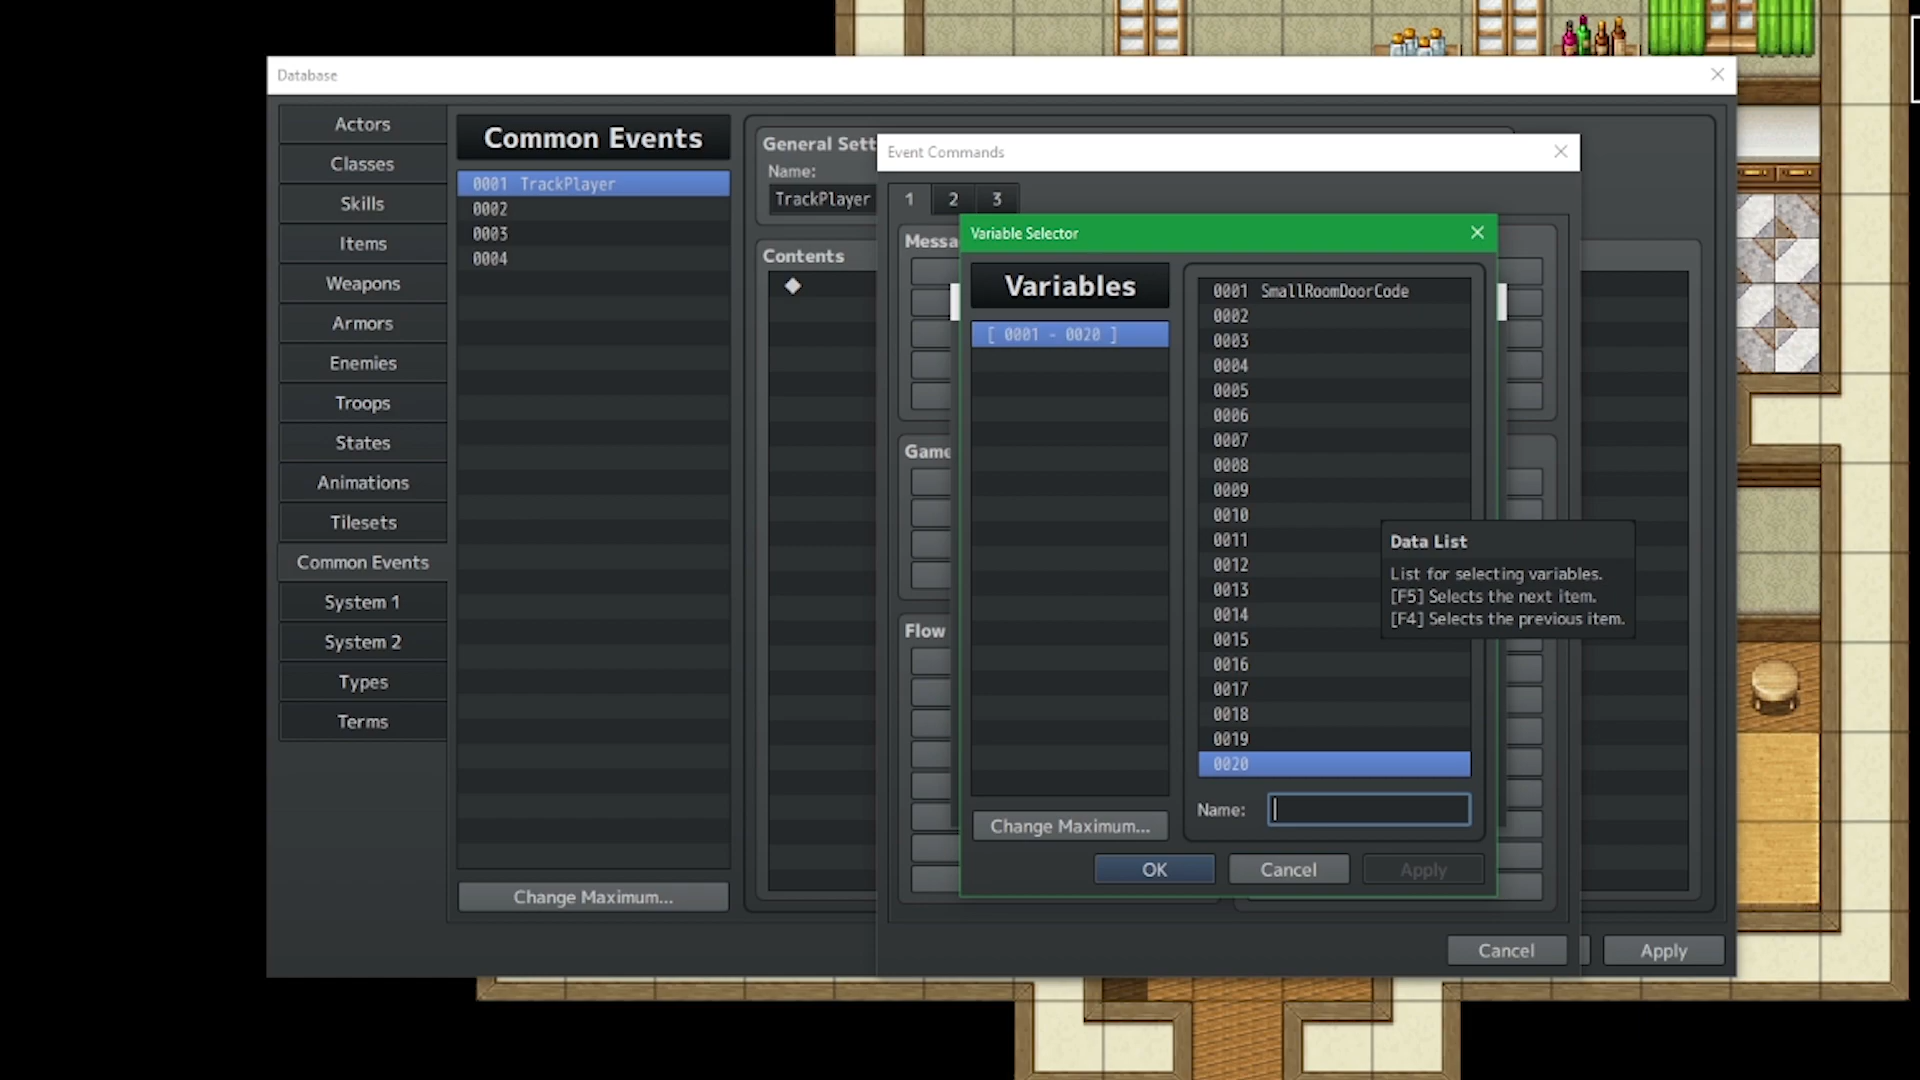 Database
Actors
Classes
Skills
Items
Weapons
Armors
Enemies
Troops
States
Animations
Tilesets
Common Events
System 1
System 2
Types
Terms
Common Events
0001 TrackPlayer
0002
0003
0004
Change Maximum...
General Sett
Name:
TrackPlayer
Contents
Event Commands
1 2 3
Messa
Game
Flow
Variable Selector
Variables
[ 0001 - 0020 ]
Change Maximum...
0001 SmallRoomDoorCode
0002
0003
0004
0005
0006
0007
0008
0009
0010
0011
0012
0013
0014
0015
0016
0017
0018
0019
0020
Name:
OK Cancel Apply
Data List
List for selecting variables.
[F5] Selects the next item.
[F4] Selects the previous item.
Cancel Apply